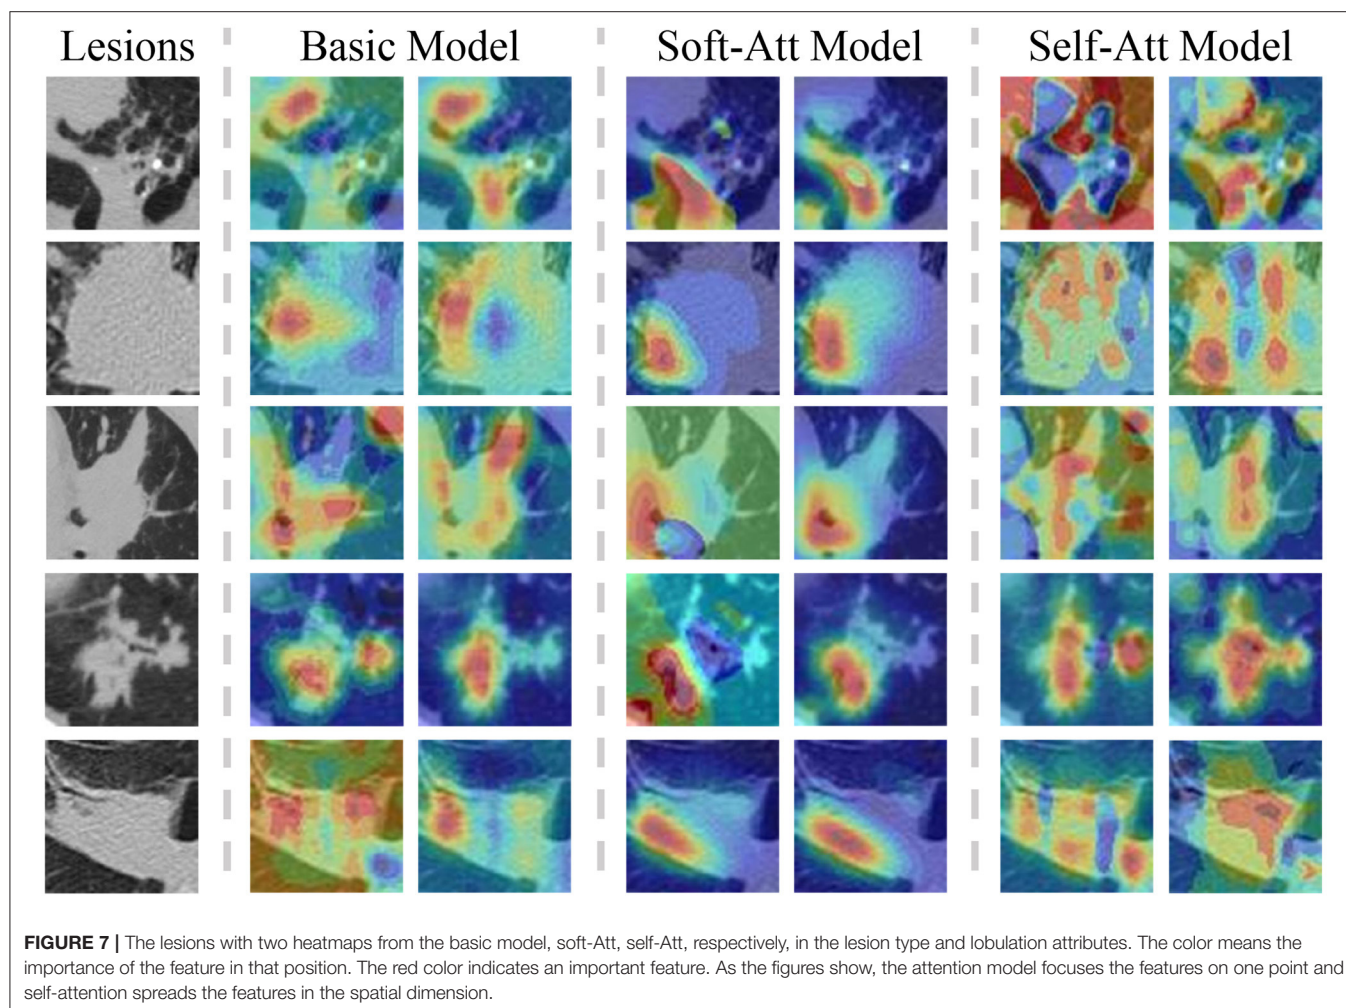 Lesions
Basic Model
Soft-Att Model
Self-Att Model
FIGURE 7 | The lesions with two heatmaps from the basic model, soft-Att, self-Att, respectively, in the lesion type and lobulation attributes. The color means the
importance of the feature in that position. The red color indicates an important feature. As the figures show, the attention model focuses the features on one point and
self-attention spreads the features in the spatial dimension.